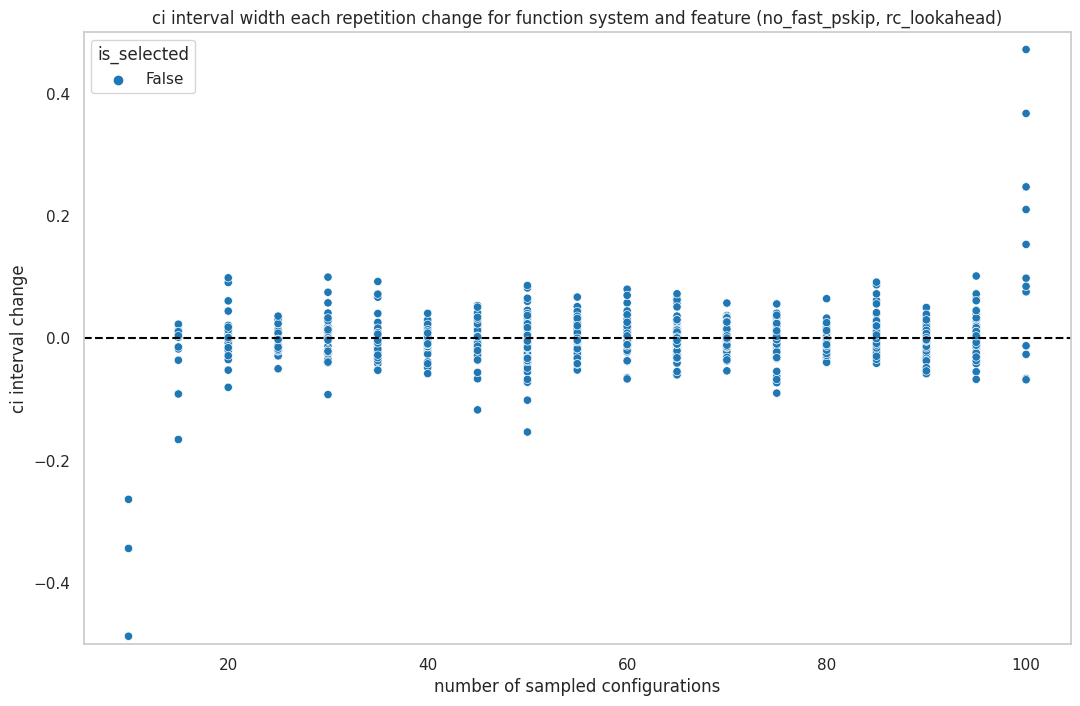 ci interval width each repetition change for function system and feature (no_fast_pskip, rc_lookahead)
is_selected
False
0.4
0.2
0.0
−0.2
−0.4
ci interval change
20
40
60
80
100
number of sampled configurations